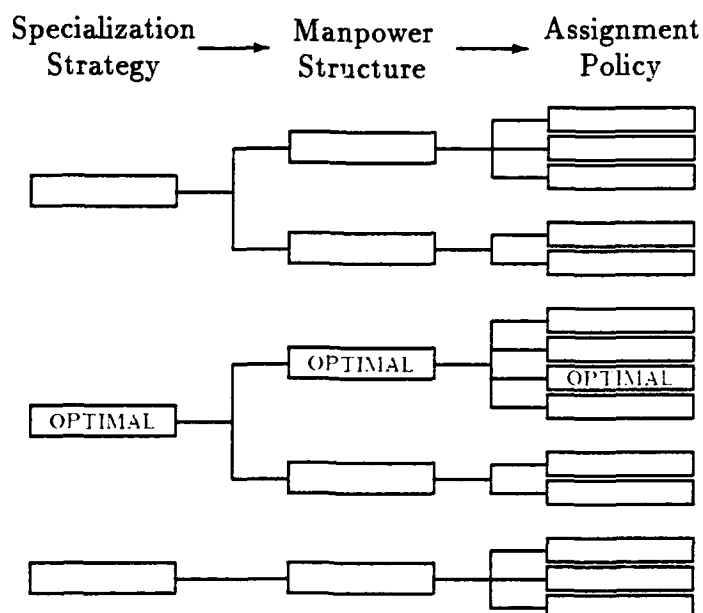 Specialization Strategy
Manpower Structure
Assignment Policy
OPTIMAL
OPTIMAL
OPTIMAL